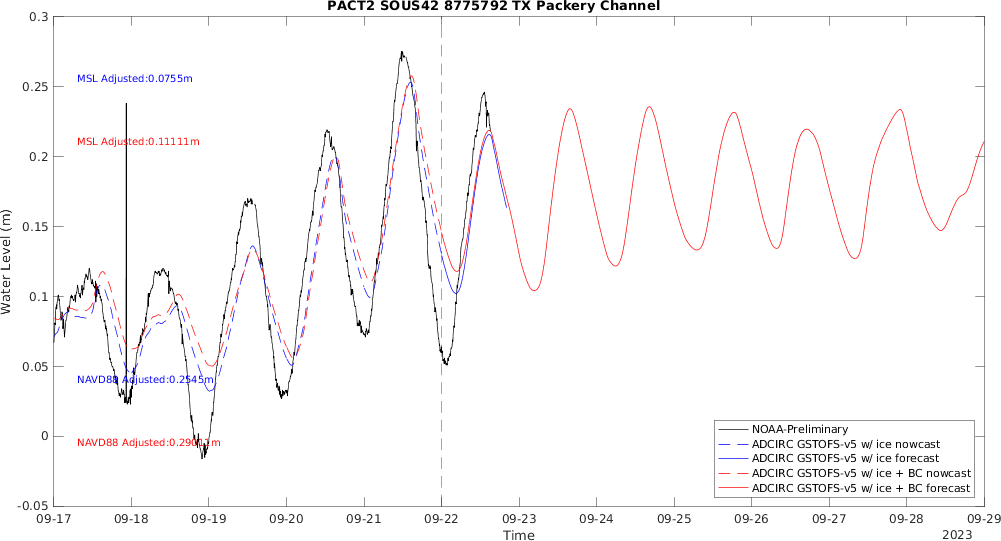 PACT2 SOUS42 8775792 TX Packery Channel
0.3
0.25
0.2
0.15
0.1
0.05
0
-0.05
Water Level (m)
MSL Adjusted:0.0755m
MSL Adjusted:0.11111m
NAVD88 Adjusted:0.2545m
NAVD88 Adjusted:
NOAA-Preliminary
ADCIRC GSTOFS-v5 w/ ice nowcast
ADCIRC GSTOFS-v5 w/ ice forecast
ADCIRC GSTOFS-v5 w/ ice + BC nowcast
ADCIRC GSTOFS-v5 w/ ice + BC forecast
09-17 09-18 09-19 09-20 09-21 09-22 09-23 09-24 09-25 09-26 09-27 09-28 09-29
Time
2023